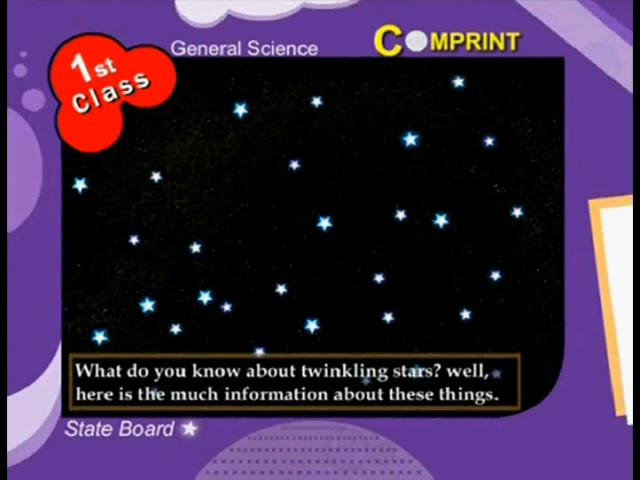 General Science
COMPRINT
1st
Class
What do you know about twinkling stars? well,
here is the much information about these things.
State Board